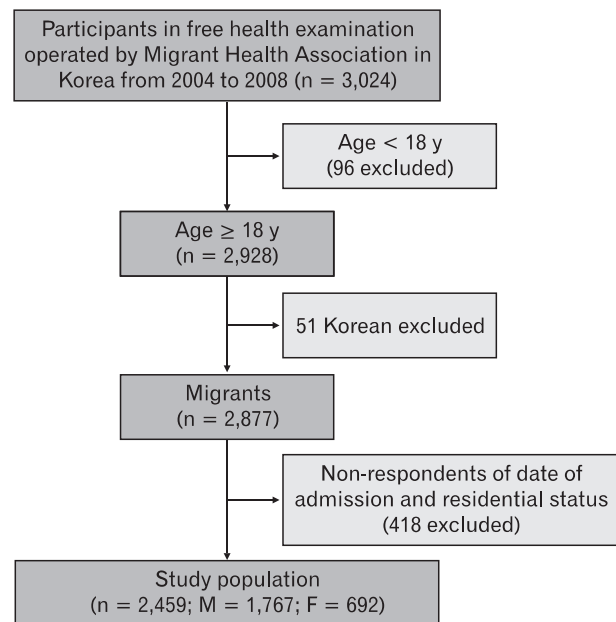 Participants in free health examination
operated by Migrant Health Association in
Korea from 2004 to 2008 (n = 3,024)
Age < 18 y
(96 excluded)
Age ≥ 18 y
(n = 2,928)
51 Korean excluded
Migrants
(n = 2,877)
Non-respondents of date of
admission and residential status
(418 excluded)
Study population
(n = 2,459; M = 1,767; F = 692)